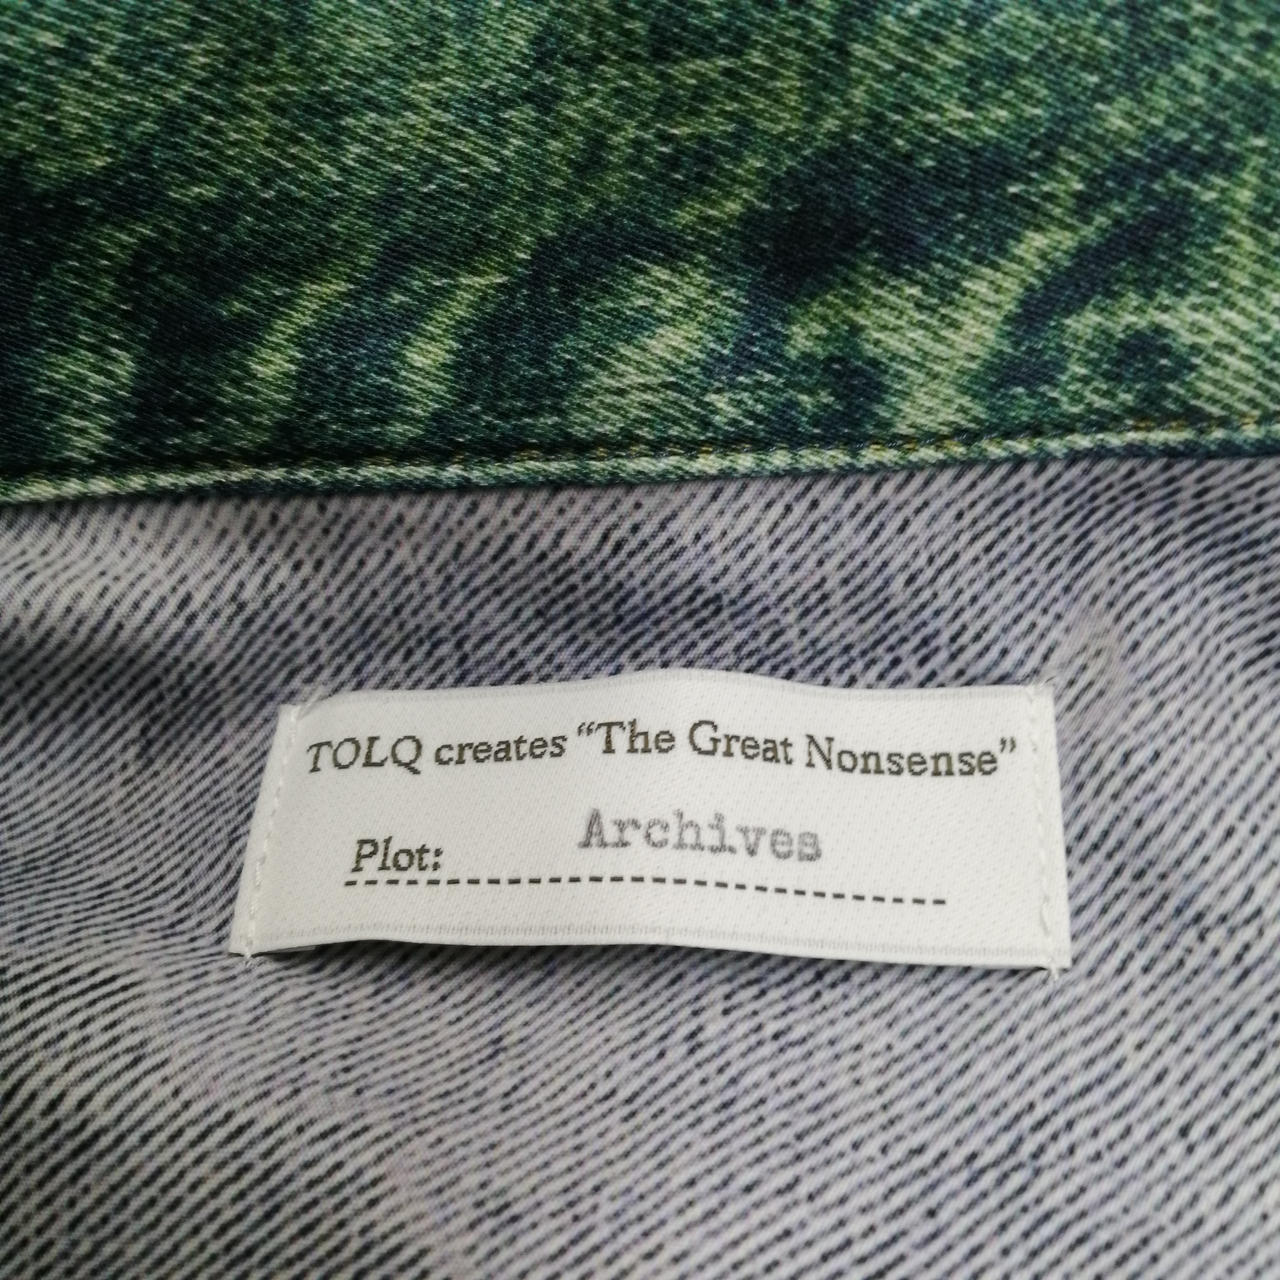 TOLQ creates “The Great Nonsense”
Plot: Archives